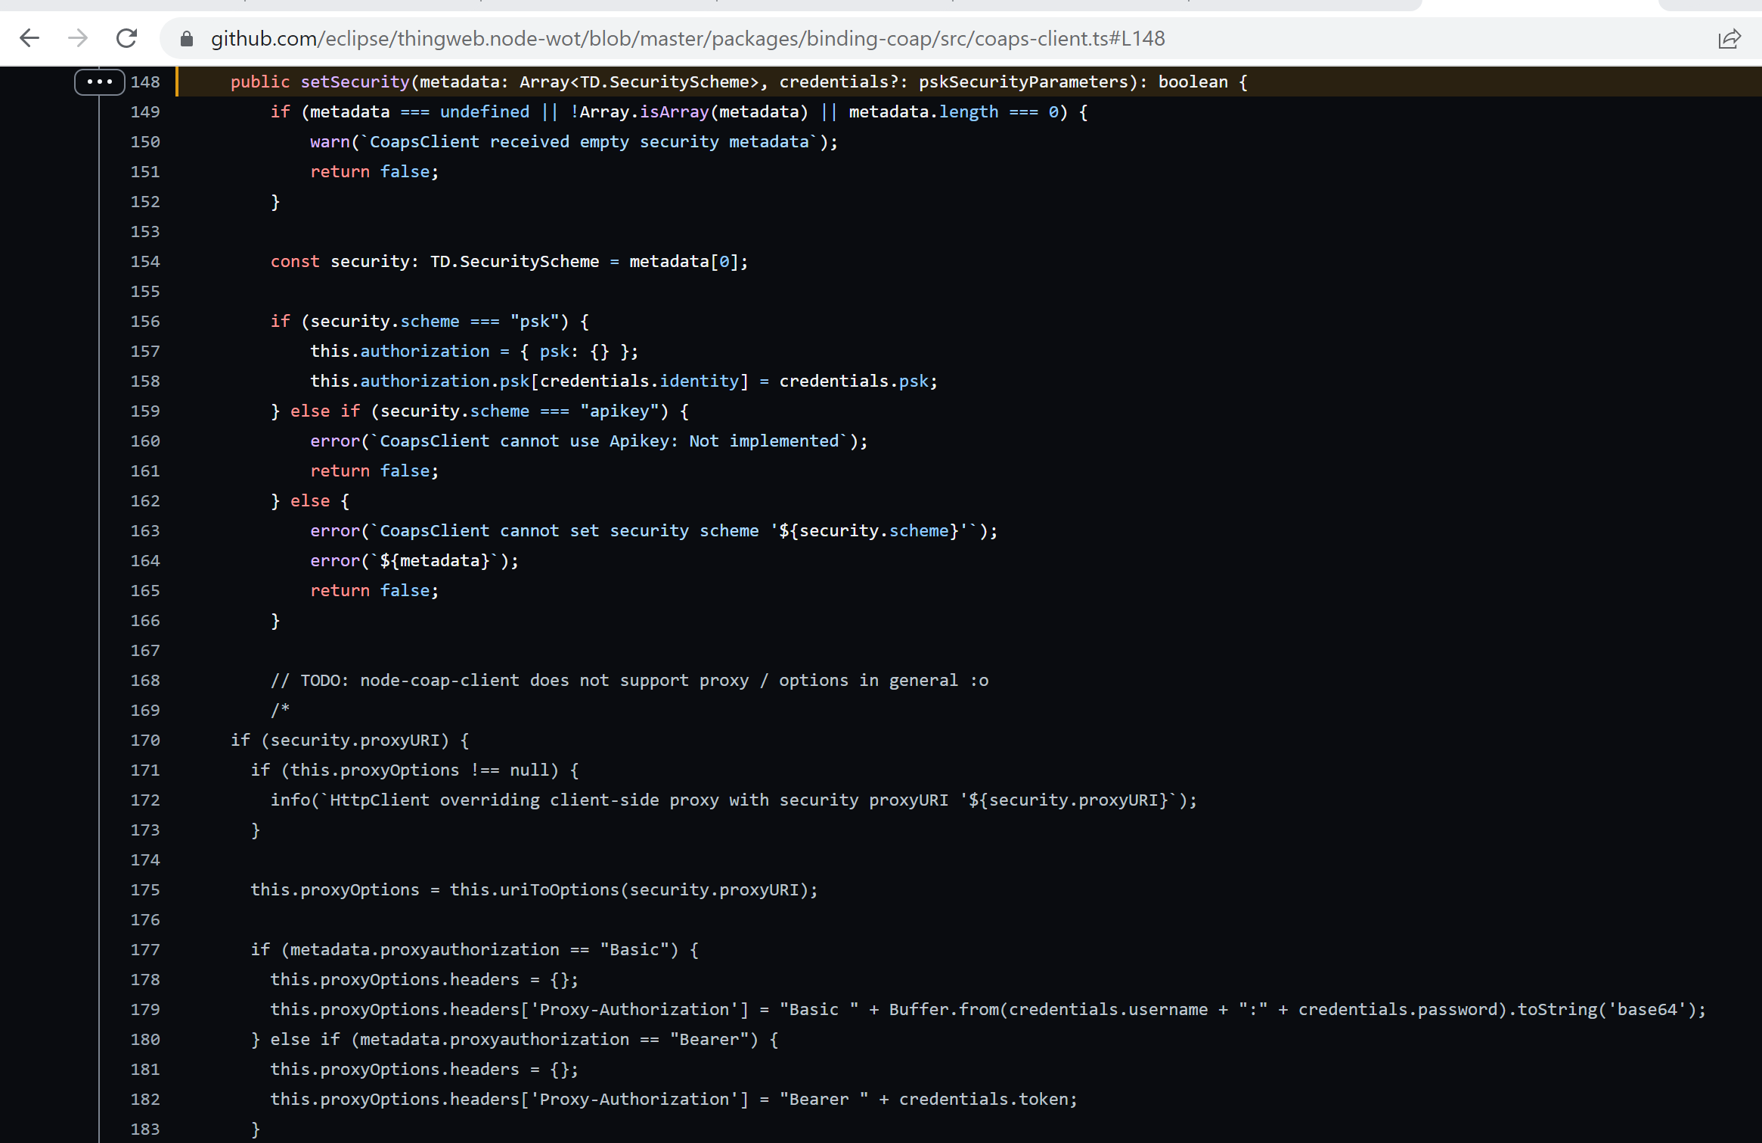 github.com/eclipse/thingweb.node-wot/blob/master/packages/binding-coap/src/coaps-client.ts#L148
148 public setSecurity(metadata: Array<TD.SecurityScheme>, credentials?: pskSecurityParameters): boolean {
149 if (metadata === undefined || !Array.isArray(metadata) || metadata.length === 0) {
150 warn(`CoapsClient received empty security metadata`);
151 return false;
152 }
153
154 const security: TD.SecurityScheme = metadata[0];
155
156 if (security.scheme === "psk") {
157 this.authorization = { psk: {} };
158 this.authorization.psk[credentials.identity] = credentials.psk;
159 } else if (security.scheme === "apikey") {
160 error(`CoapsClient cannot use Apikey: Not implemented`);
161 return false;
162 } else {
163 error(`CoapsClient cannot set security scheme '${security.scheme}'`);
164 error(`${metadata}`);
165 return false;
166 }
167
168 // TODO: node-coap-client does not support proxy / options in general :o
169 /*
170 if (security.proxyURI) {
171 if (this.proxyOptions !== null) {
172 info(`HttpClient overriding client-side proxy with security proxyURI '${security.proxyURI}`);
173 }
174
175 this.proxyOptions = this.uriToOptions(security.proxyURI);
176
177 if (metadata.proxyauthorization == "Basic") {
178 this.proxyOptions.headers = {};
179 this.proxyOptions.headers['Proxy-Authorization'] = "Basic " + Buffer.from(credentials.username + ":" + credentials.password).toString('base64');
180 } else if (metadata.proxyauthorization == "Bearer") {
181 this.proxyOptions.headers = {};
182 this.proxyOptions.headers['Proxy-Authorization'] = "Bearer " + credentials.token;
183 }